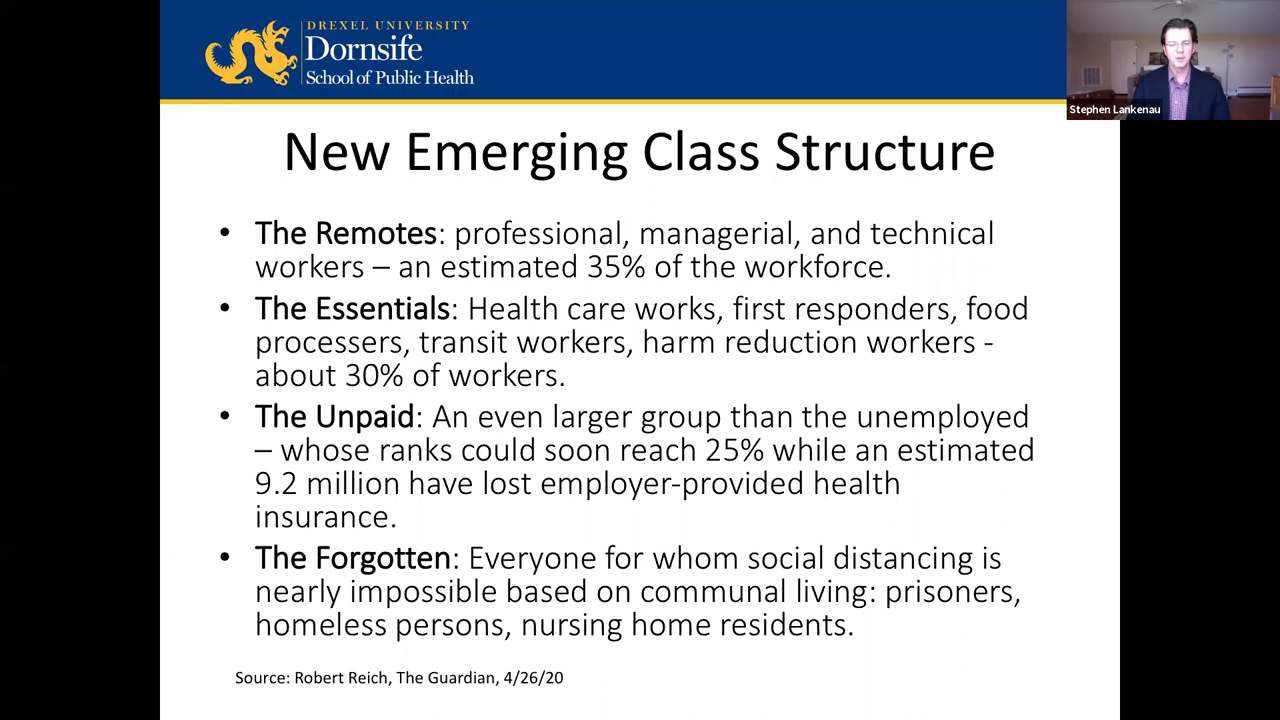 DREXEL UNIVERSITY
Dornsife
School of Public Health
Stephen Lankenau
New Emerging Class Structure
• The Remotes: professional, managerial, and technical
workers – an estimated 35% of the workforce.
• The Essentials: Health care works, first responders, food
processers, transit workers, harm reduction workers -
about 30% of workers.
• The Unpaid: An even larger group than the unemployed
– whose ranks could soon reach 25% while an estimated
9.2 million have lost employer-provided health
insurance.
• The Forgotten: Everyone for whom social distancing is
nearly impossible based on communal living: prisoners,
homeless persons, nursing home residents.
Source: Robert Reich, The Guardian, 4/26/20